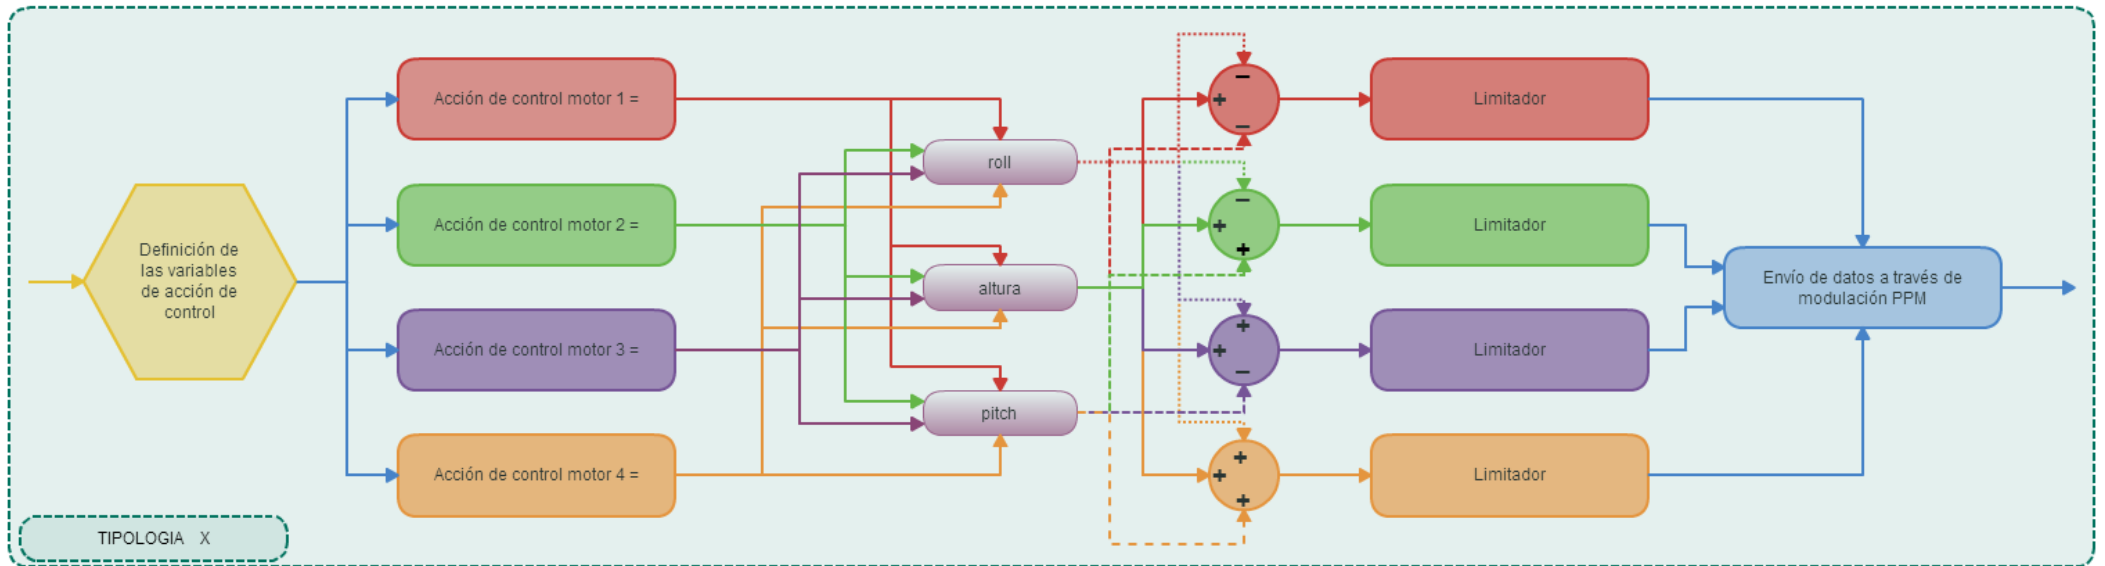 Definición de
las variables
de acción de
control
Acción de control motor 1 =
Acción de control motor 2 =
Acción de control motor 3 =
Acción de control motor 4 =
roll
altura
pitch
−
+
−
−
+
+
+
+
−
+
+
+
Limitador
Limitador
Limitador
Limitador
Envío de datos a través de
modulación PPM
TIPOLOGIA X